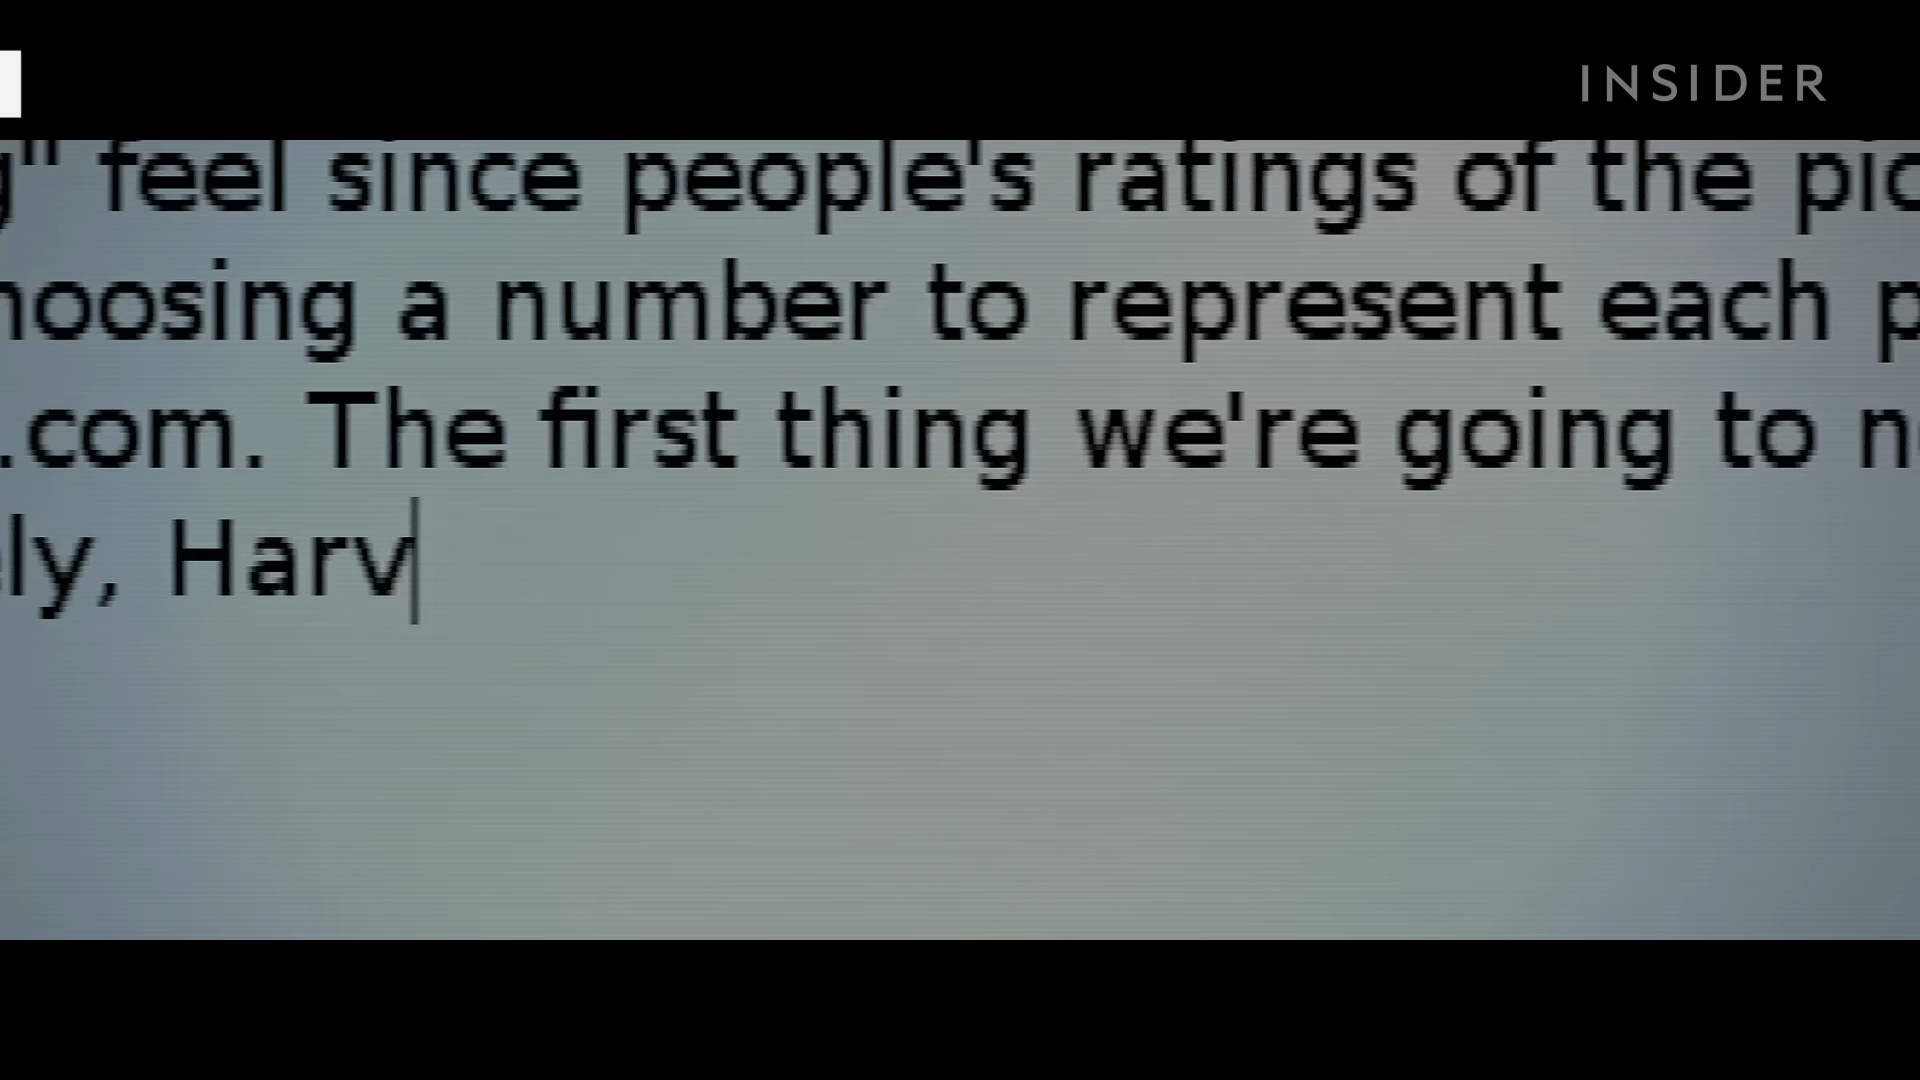 INSIDER
g" feel since people's ratings of the pic
hoosing a number to represent each p
.com. The first thing we're going to n
ely, Harv